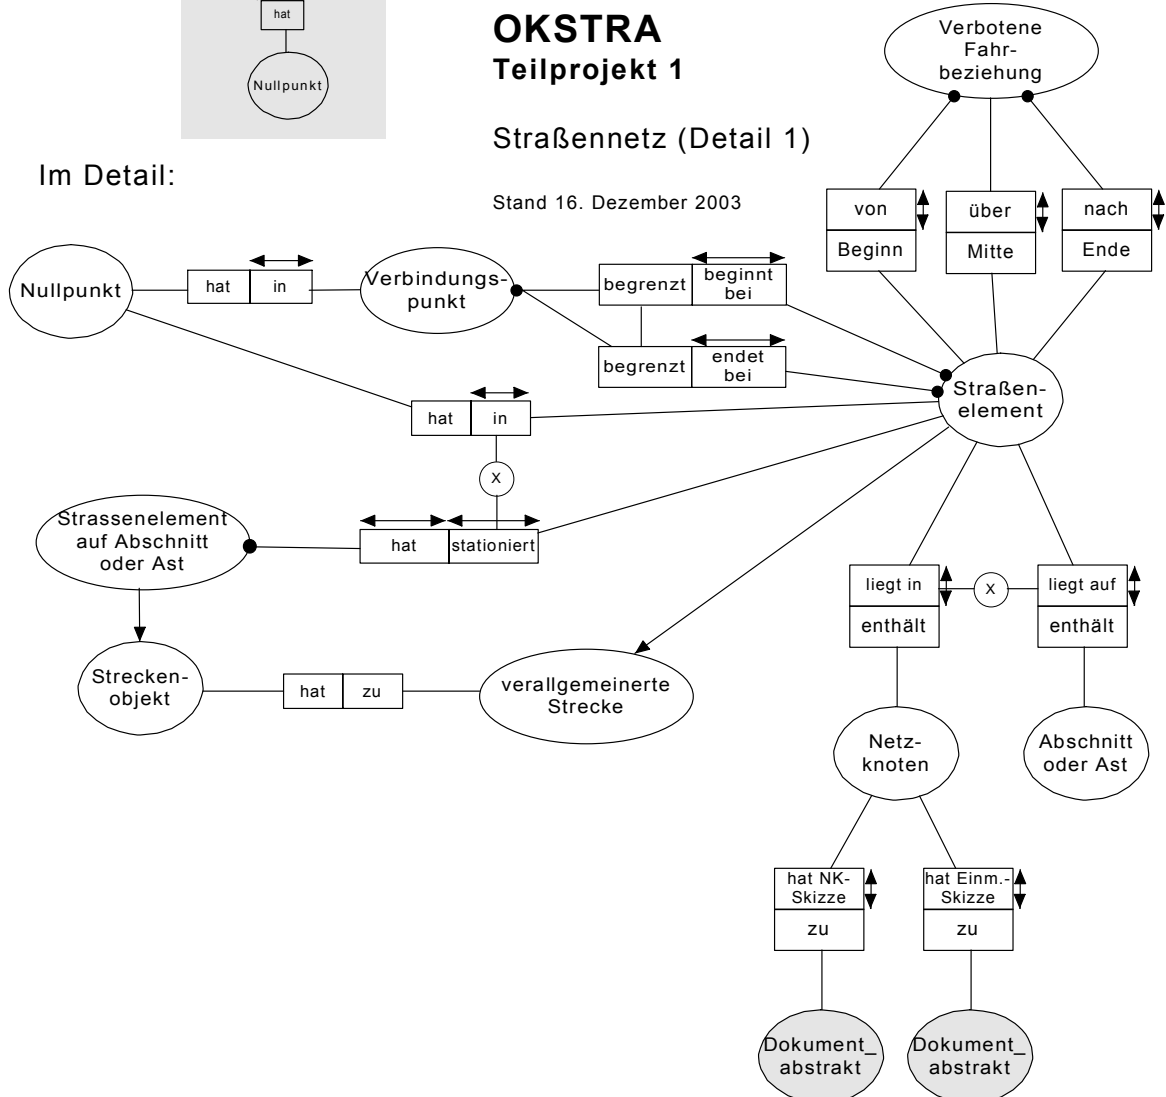 hat
Nullpunkt
OKSTRA
Teilprojekt 1
Straßennetz (Detail 1)
Stand 16. Dezember 2003
Im Detail:
Verbotene
Fahr-
beziehung
von
Beginn
über
Mitte
nach
Ende
Nullpunkt
hat
in
Verbindungs-
punkt
begrenzt
beginnt
bei
begrenzt
endet
bei
hat
in
Straßen-
element
X
Strassenelement
auf Abschnitt
oder Ast
hat
stationiert
liegt in
enthält
X
liegt auf
enthält
Strecken-
objekt
hat
zu
verallgemeinerte
Strecke
Netz-
knoten
Abschnitt
oder Ast
hat NK-
Skizze
zu
hat Einm.-
Skizze
zu
Dokument_
abstrakt
Dokument_
abstrakt